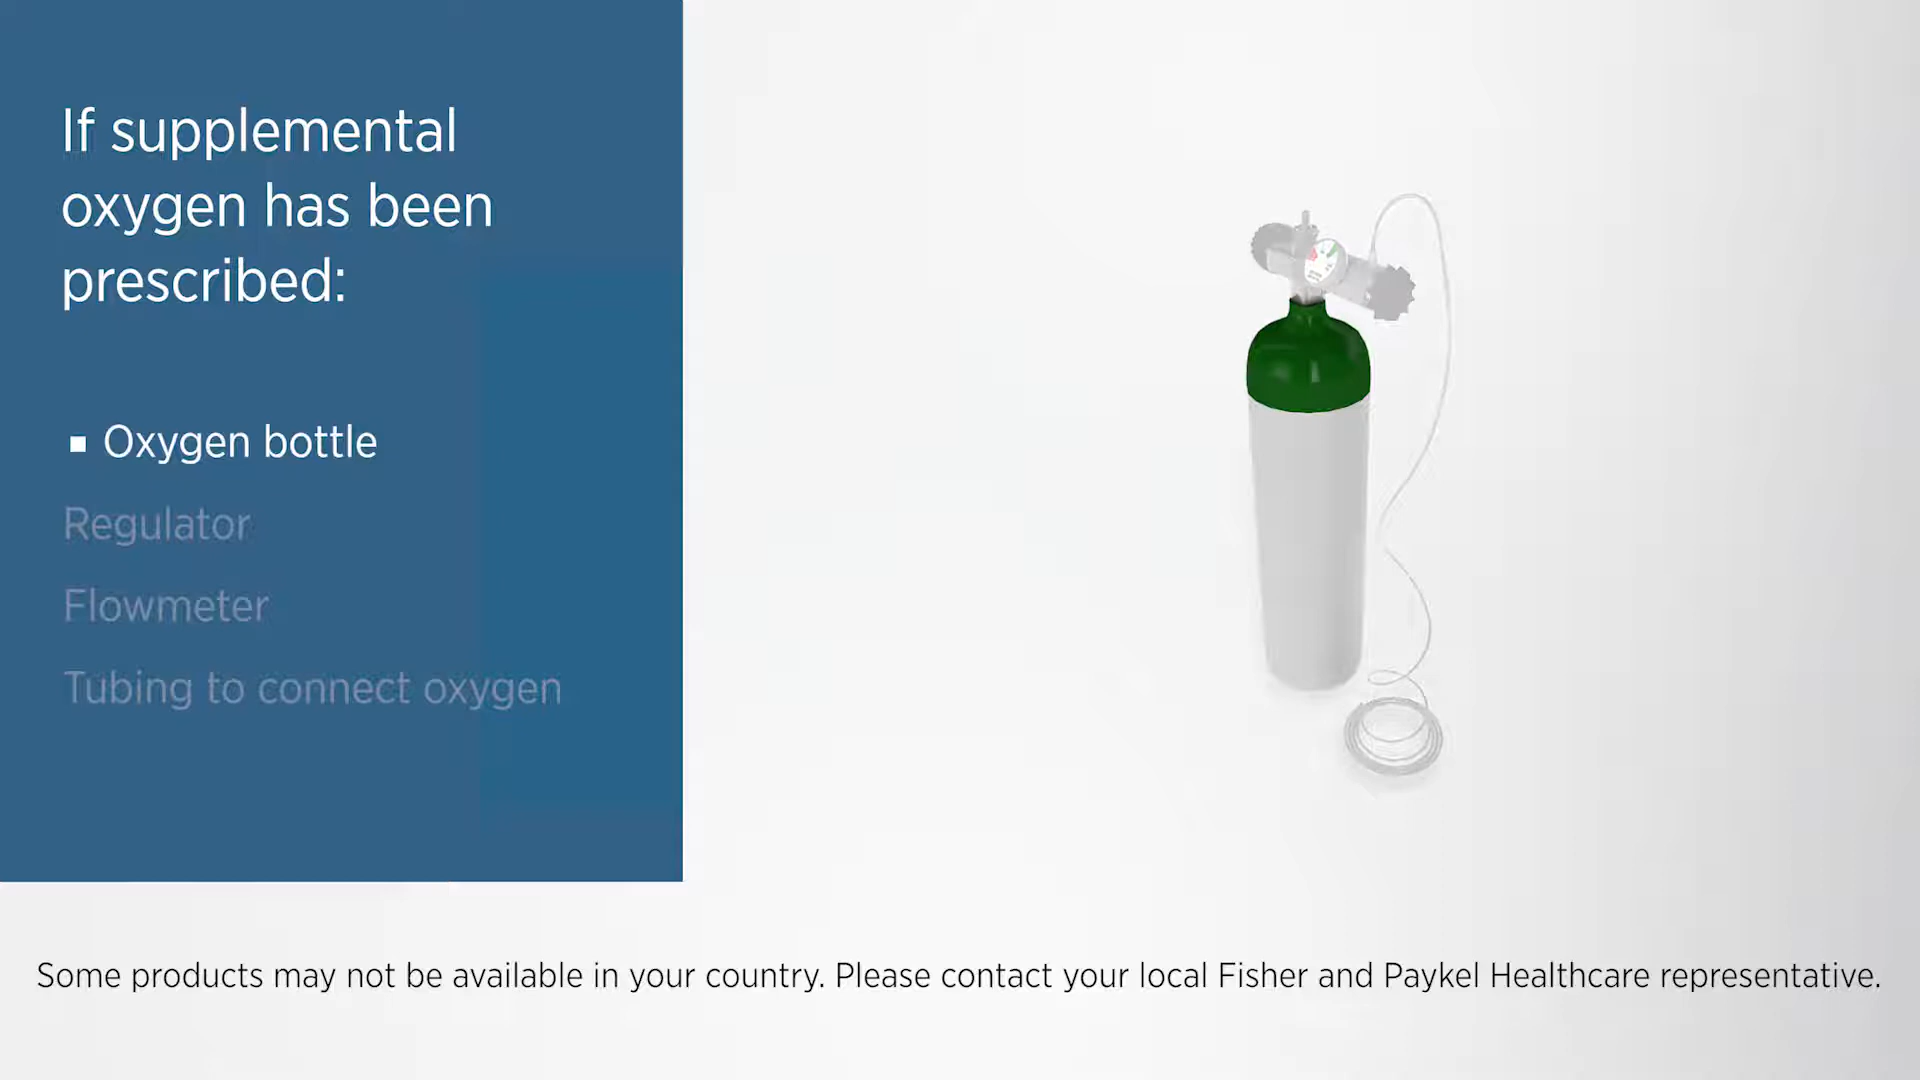 If supplemental
oxygen has been
prescribed:
▪ Oxygen bottle
Regulator
Flowmeter
Tubing to connect oxygen
Some products may not be available in your country. Please contact your local Fisher and Paykel Healthcare representative.